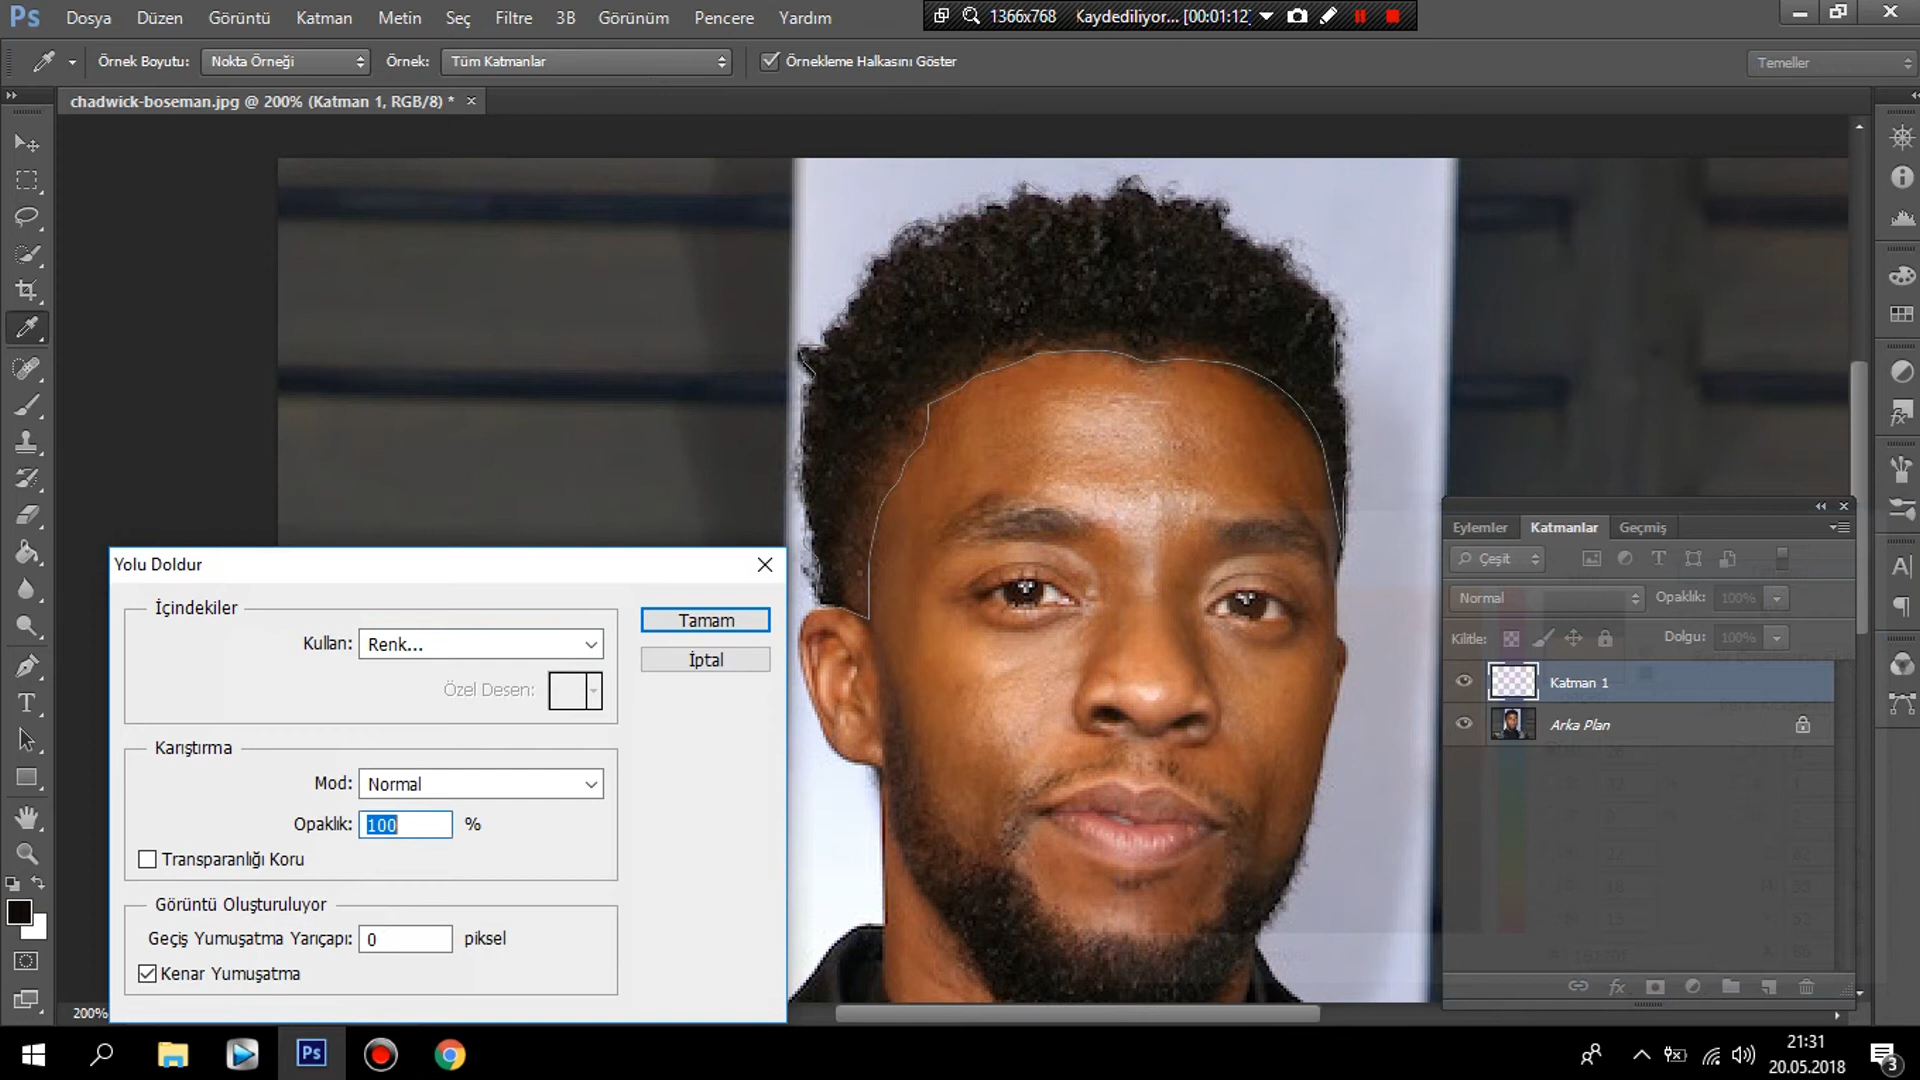 Ps Dosya Düzen Görüntü Katman Metin Seç Filtre 3B Görünüm Pencere Yardım
1366x768 Kaydediliyor... [00:01:12]
Örnek Boyutu: Nokta Örneği Örnek: Tüm Katmanlar Örnekleme Halkasını Göster Temeller
chadwick-boseman.jpg @ 200% (Katman 1, RGB/8) *
Yolu Doldur
İçindekiler
Kullan: Renk...
Özel Desen:
Tamam
İptal
Karıştırma
Mod: Normal
Opaklık: 100 %
Transparanlığı Koru
Görüntü Oluşturuluyor
Geçiş Yumuşatma Yarıçapı: 0 piksel
Kenar Yumuşatma
Eylemler Katmanlar Geçmiş
Çeşit
Normal Opaklık: 100%
Kilitle: Dolgu: 100%
Katman 1
Arka Plan
200%
Ps
21:31
20.05.2018
3